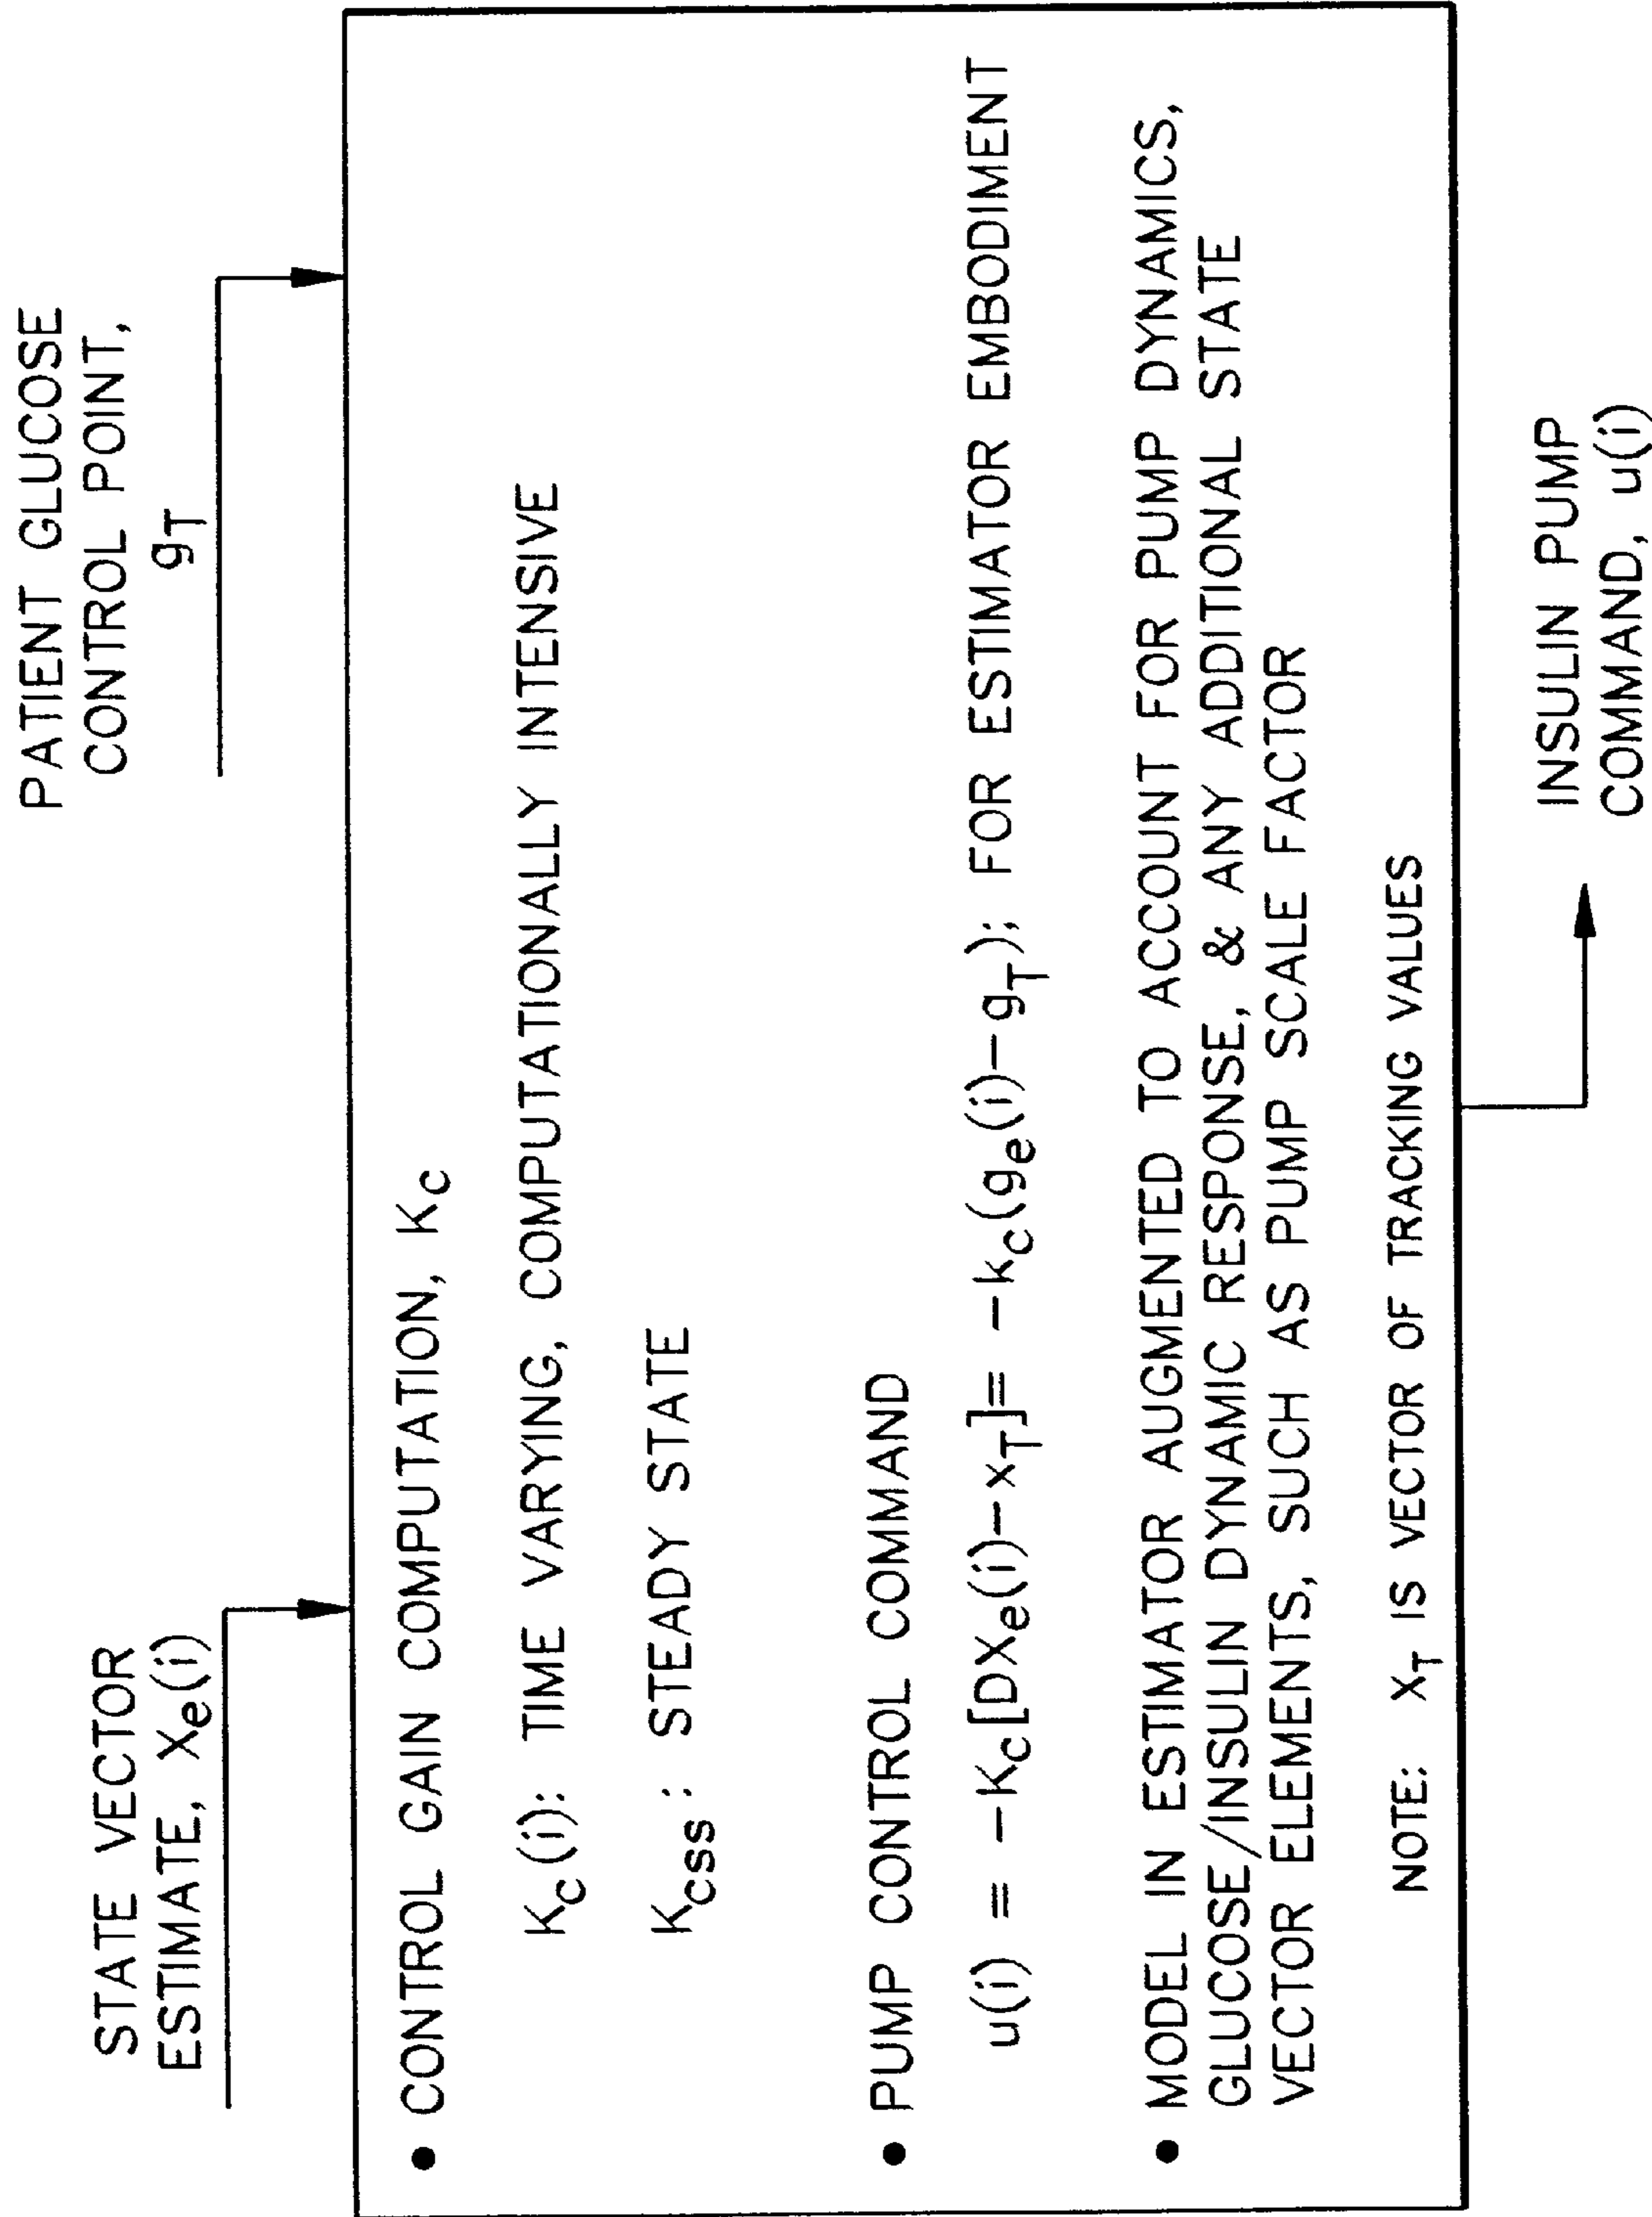 STATE VECTOR
ESTIMATE, Xe(i)
PATIENT GLUCOSE
CONTROL POINT,
gT
• CONTROL GAIN COMPUTATION, Kc
Kc(i): TIME VARYING, COMPUTATIONALLY INTENSIVE
Kcss: STEADY STATE
• PUMP CONTROL COMMAND
u(i) = -Kc[DXe(i)-xT]= -kc(ge(i)-gT); FOR ESTIMATOR EMBODIMENT
• MODEL IN ESTIMATOR AUGMENTED TO ACCOUNT FOR PUMP DYNAMICS,
GLUCOSE/INSULIN DYNAMIC RESPONSE, & ANY ADDITIONAL STATE
VECTOR ELEMENTS, SUCH AS PUMP SCALE FACTOR
NOTE: XT IS VECTOR OF TRACKING VALUES
INSULIN PUMP
COMMAND, u(i)